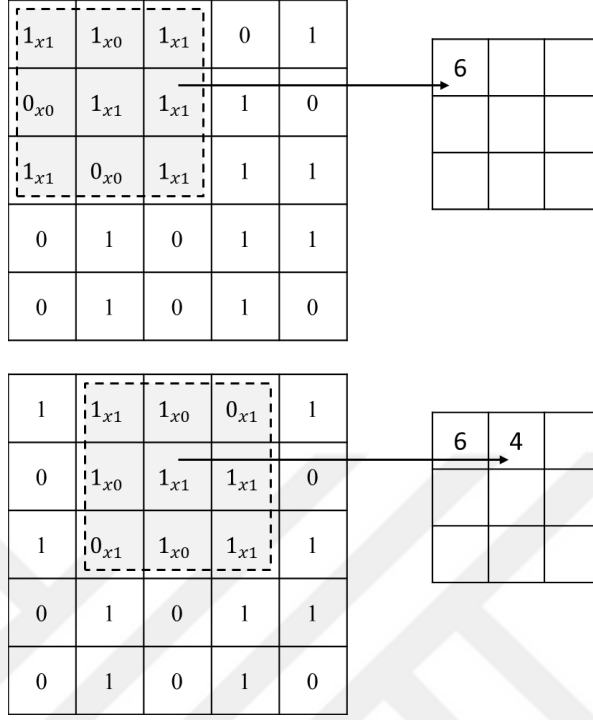 1ₓ₁ 1ₓ₀ 1ₓ₁ 0 1
6
0ₓ₀ 1ₓ₁ 1ₓ₁ 1 0
1ₓ₁ 0ₓ₀ 1ₓ₁ 1 1
0 1 0 1 1
0 1 0 1 0
1 1ₓ₁ 1ₓ₀ 0ₓ₁ 1
6 4
0 1ₓ₀ 1ₓ₁ 1ₓ₁ 0
1 0ₓ₁ 1ₓ₀ 1ₓ₁ 1
0 1 0 1 1
0 1 0 1 0